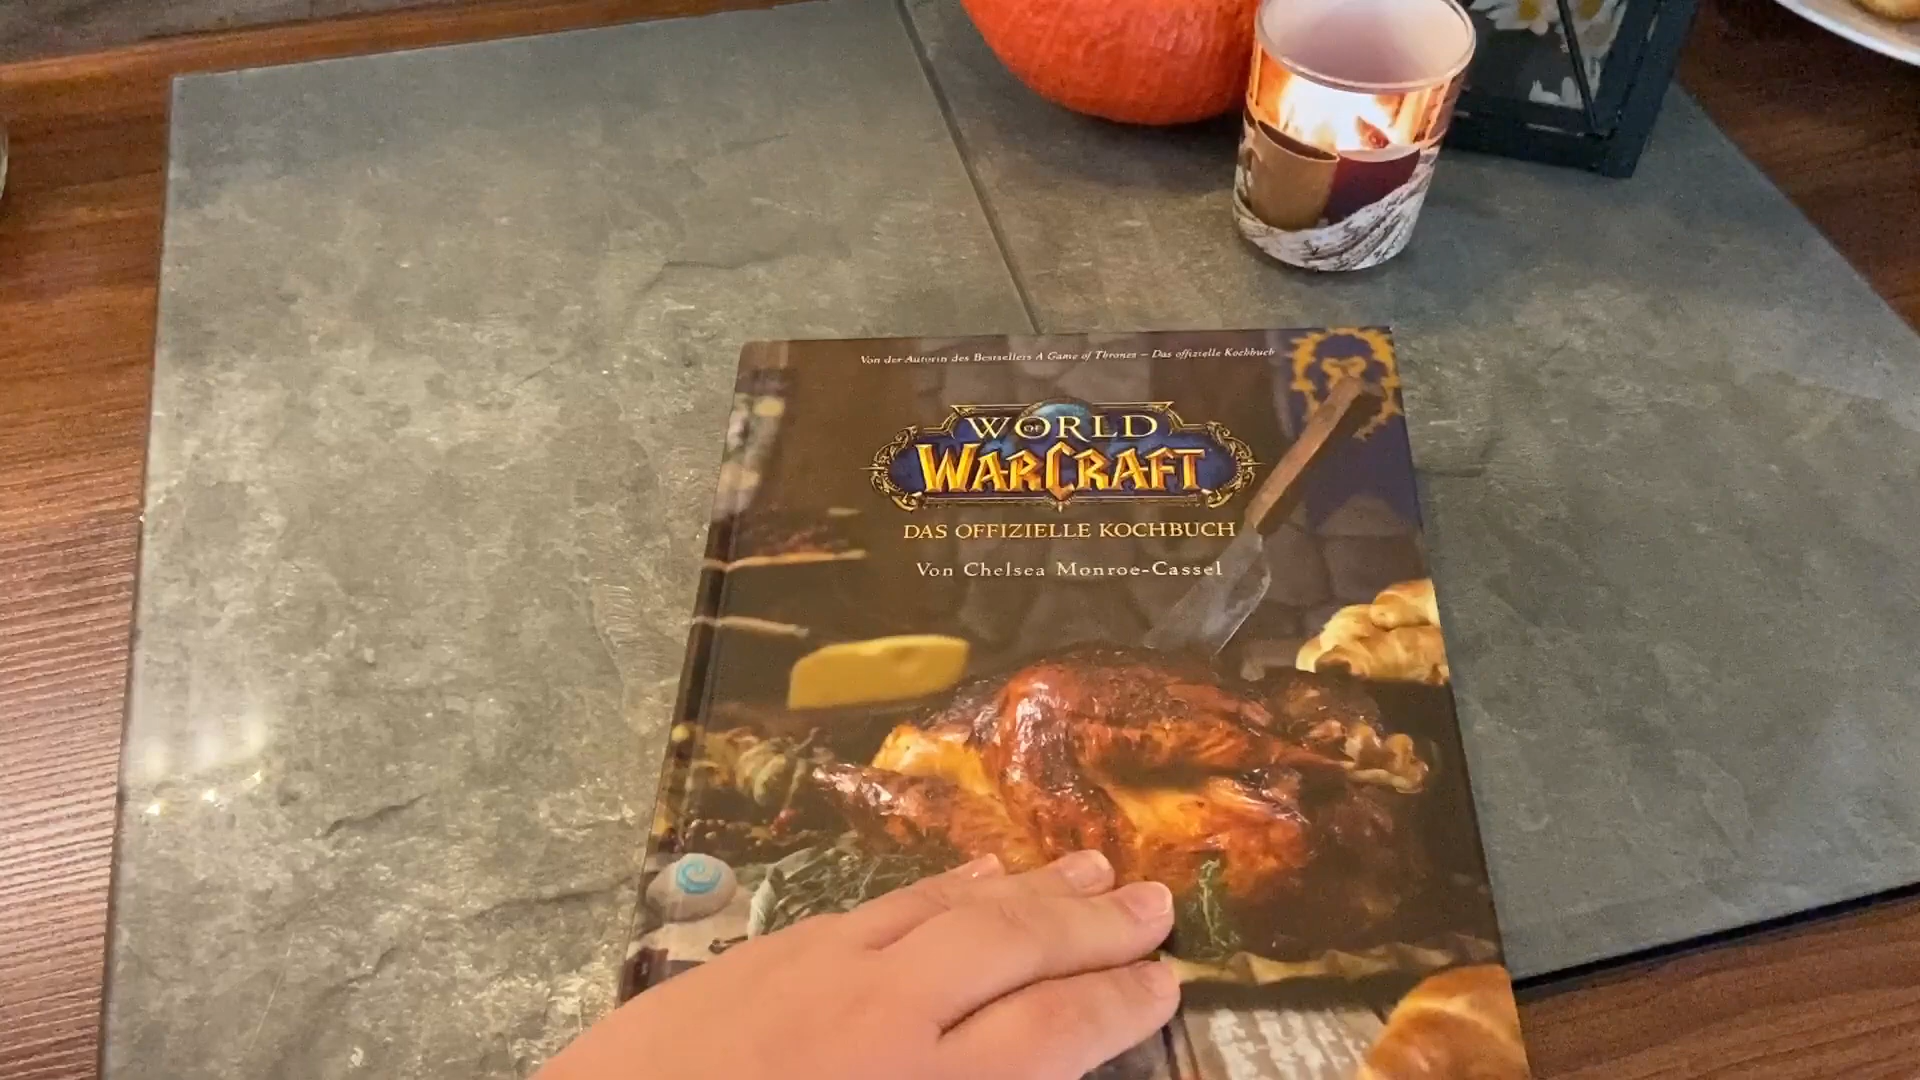 Von der Autorin des Bestsellers A Game of Thrones – Das offizielle Kochbuch
WORLD
OF
WARCRAFT
DAS OFFIZIELLE KOCHBUCH
Von Chelsea Monroe-Cassel